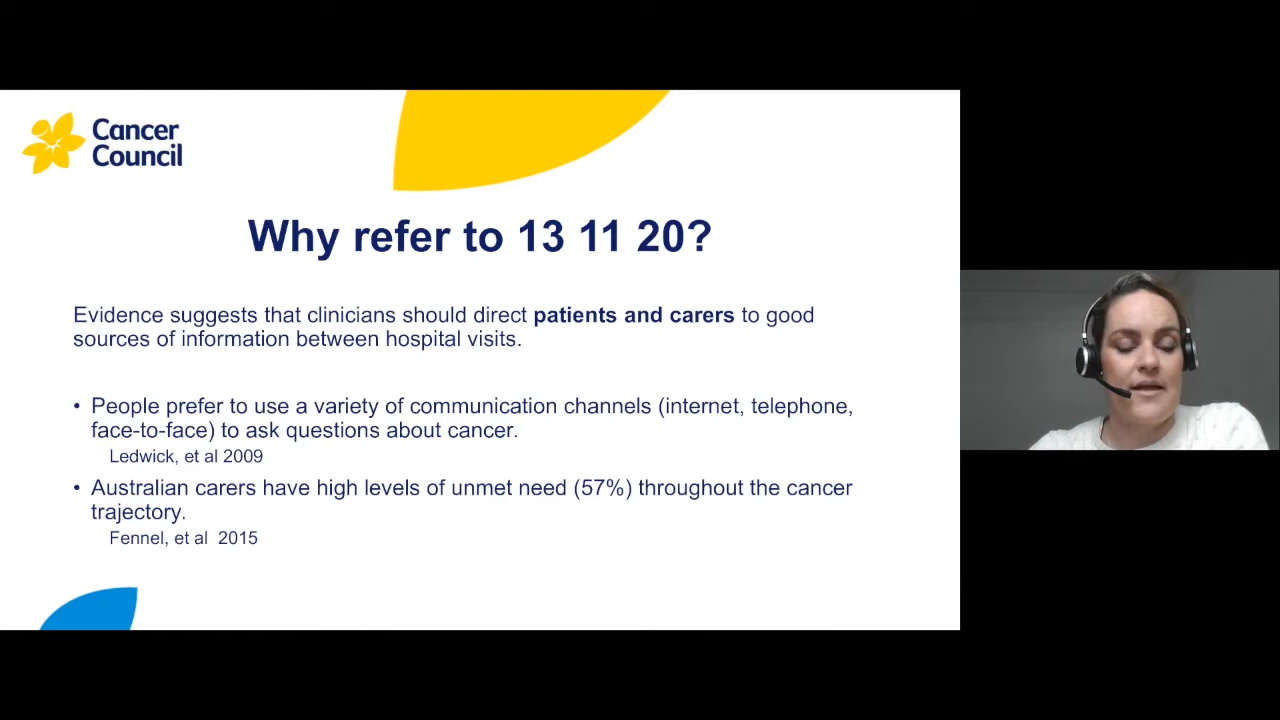 Cancer
Council
Why refer to 13 11 20?
Evidence suggests that clinicians should direct patients and carers to good
sources of information between hospital visits.
• People prefer to use a variety of communication channels (internet, telephone,
face-to-face) to ask questions about cancer.
Ledwick, et al 2009
• Australian carers have high levels of unmet need (57%) throughout the cancer
trajectory.
Fennel, et al  2015